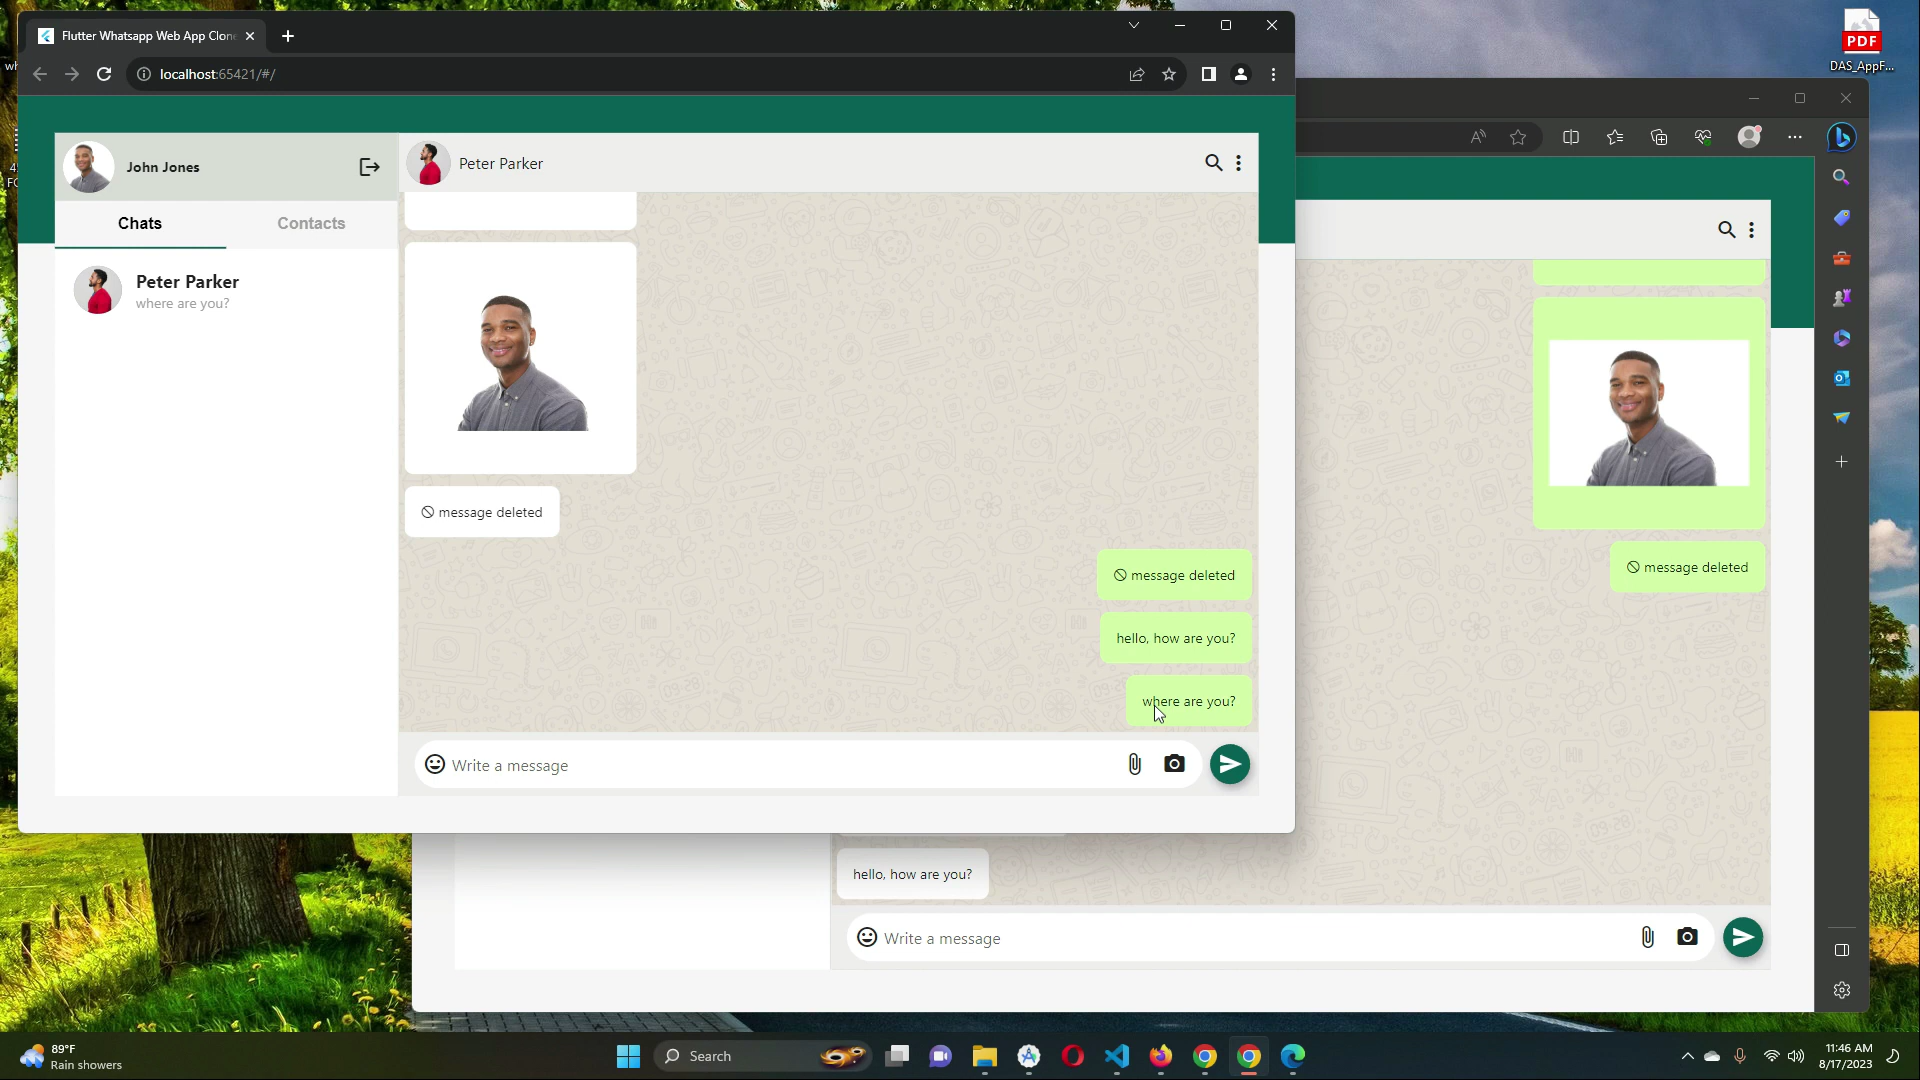 Flutter Whatsapp Web App Clon
localhost:65421/#/
PDF
DAS_AppF...
John Jones
Peter Parker
Chats
Contacts
Peter Parker
where are you?
message deleted
message deleted
message deleted
hello, how are you?
where are you?
Write a message
hello, how are you?
Write a message
89°F
Rain showers
Search
11:46 AM
8/17/2023